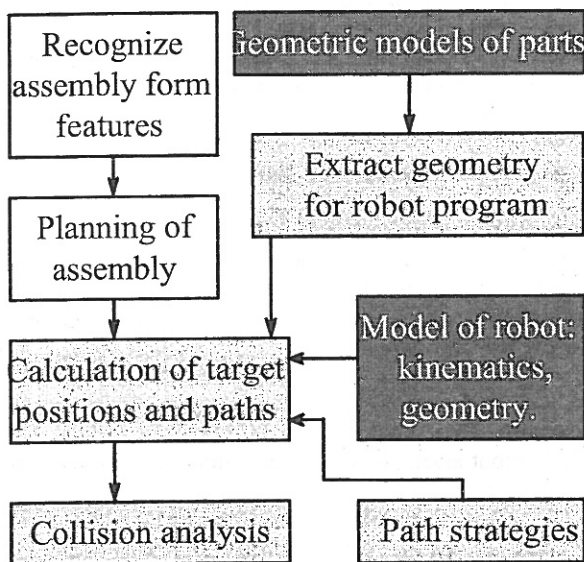 Recognize
assembly form
features
Geometric models of parts
Extract geometry
for robot program
Planning of
assembly
Model of robot:
kinematics,
geometry.
Calculation of target
positions and paths
Collision analysis
Path strategies